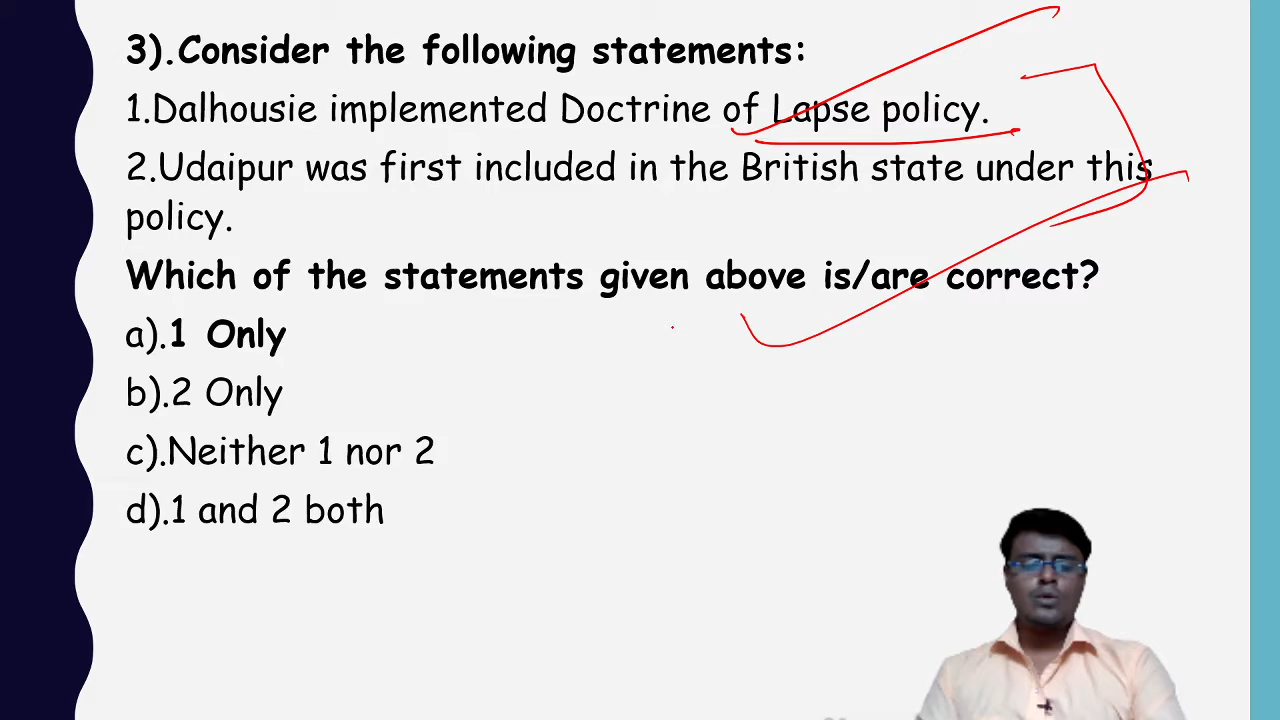 3).Consider the following statements:
1.Dalhousie implemented Doctrine of Lapse policy.
2.Udaipur was first included in the British state under this
policy.
Which of the statements given above is/are correct?
a).1 Only
b).2 Only
c).Neither 1 nor 2
d).1 and 2 both